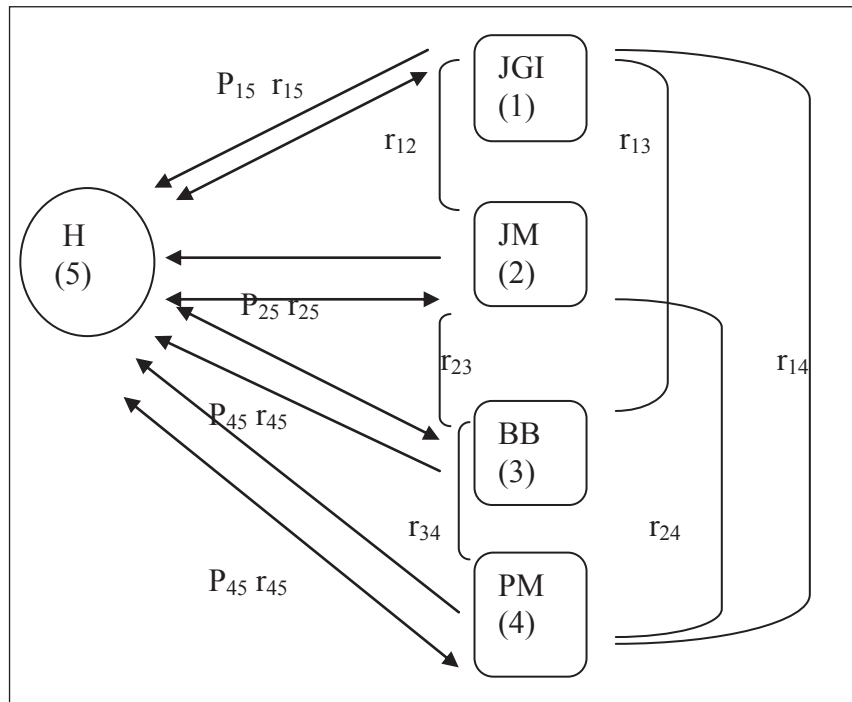 JGI
(1)
P₁₅ r₁₅
r₁₂
r₁₃
H
(5)
JM
(2)
P₂₅ r₂₅
r₂₃
r₁₄
P₄₅ r₄₅
BB
(3)
r₃₄
r₂₄
P₄₅ r₄₅
PM
(4)